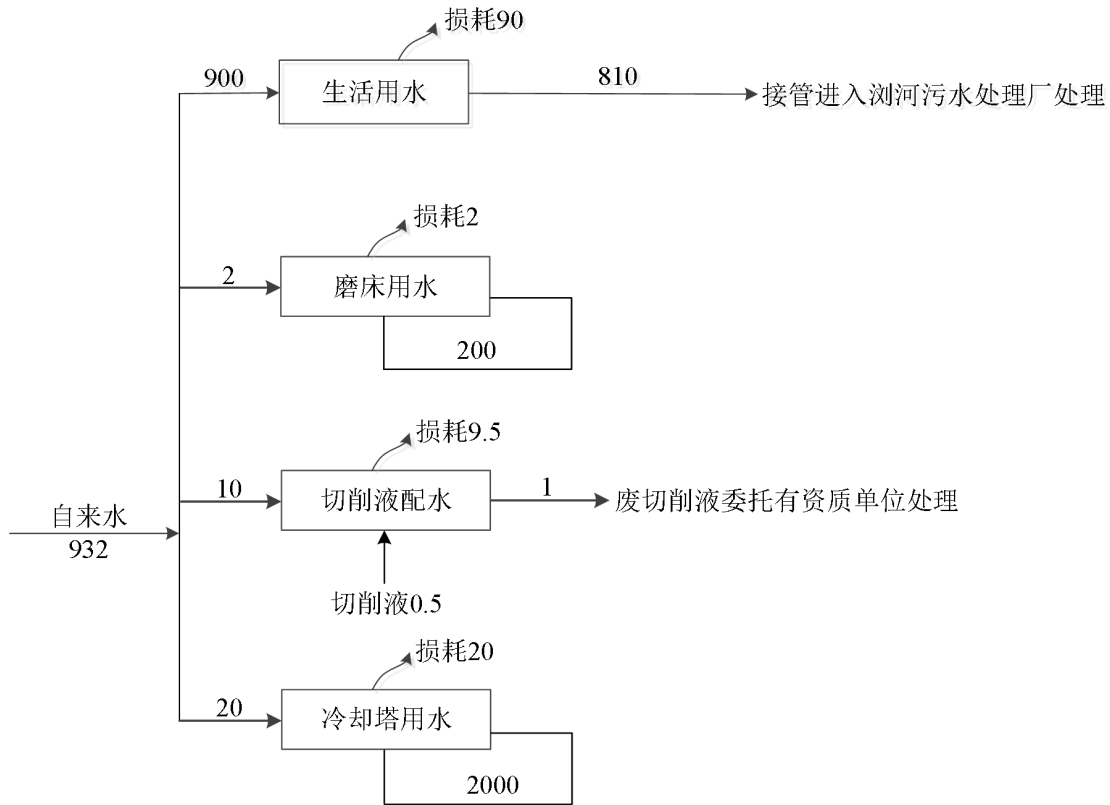 损耗90
900
生活用水
810
接管进入浏河污水处理厂处理
损耗2
2
磨床用水
200
损耗9.5
10
切削液配水
1
废切削液委托有资质单位处理
自来水
932
切削液0.5
损耗20
20
冷却塔用水
2000